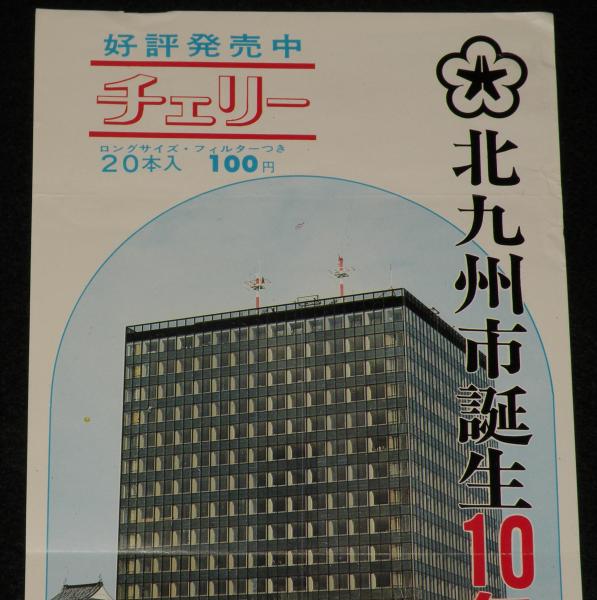 好評発売中
チェリー
ロングサイズ・フィルターつき
20本入 100円
北九州市誕生10年